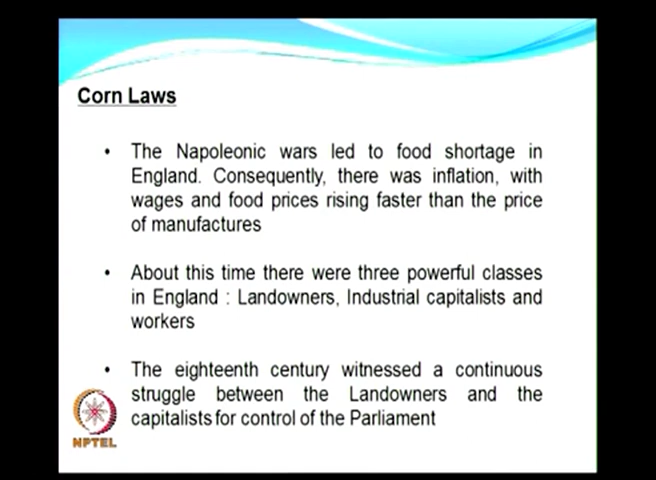 Corn Laws
• The Napoleonic wars led to food shortage in
England. Consequently, there was inflation, with
wages and food prices rising faster than the price
of manufactures
• About this time there were three powerful classes
in England : Landowners, Industrial capitalists and
workers
• The eighteenth century witnessed a continuous
struggle between the Landowners and the
capitalists for control of the Parliament
NPTEL